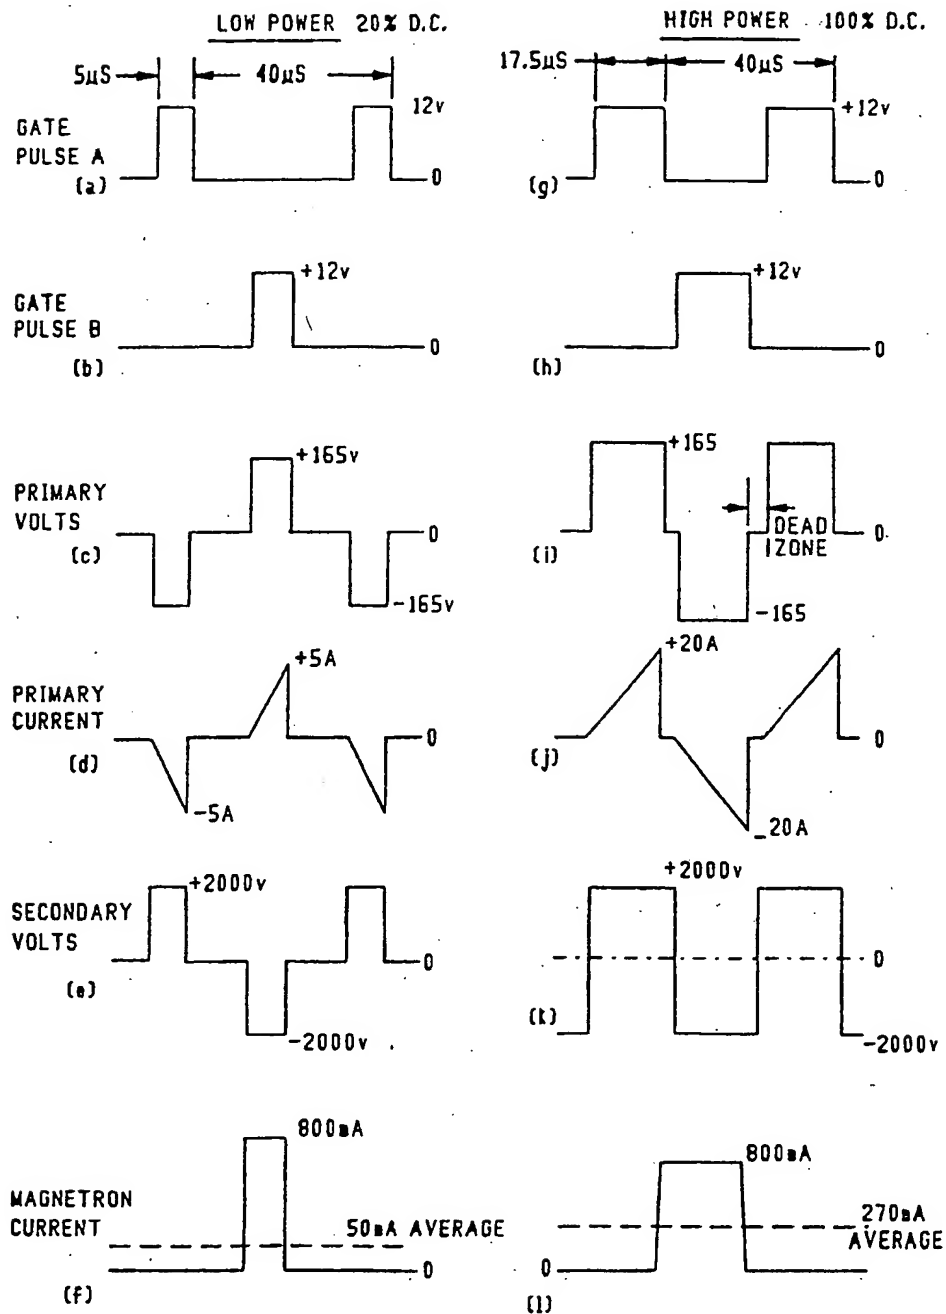 LOW POWER 20% D.C.
HIGH POWER 100% D.C.
5µS
40µS
17.5µS
40µS
GATE
PULSE A
(a)
12v
0
(g)
+12v
0
GATE
PULSE B
(b)
+12v
0
(h)
+12v
0
PRIMARY
VOLTS
(c)
+165v
0
-165v
(i)
+165
DEAD
ZONE
0
-165
PRIMARY
CURRENT
(d)
+5A
0
-5A
(j)
+20A
0
-20A
SECONDARY
VOLTS
(e)
+2000v
0
-2000v
(k)
+2000v
0
-2000v
MAGNETRON
CURRENT
(f)
800mA
50mA AVERAGE
0
(l)
800mA
270mA
AVERAGE
0